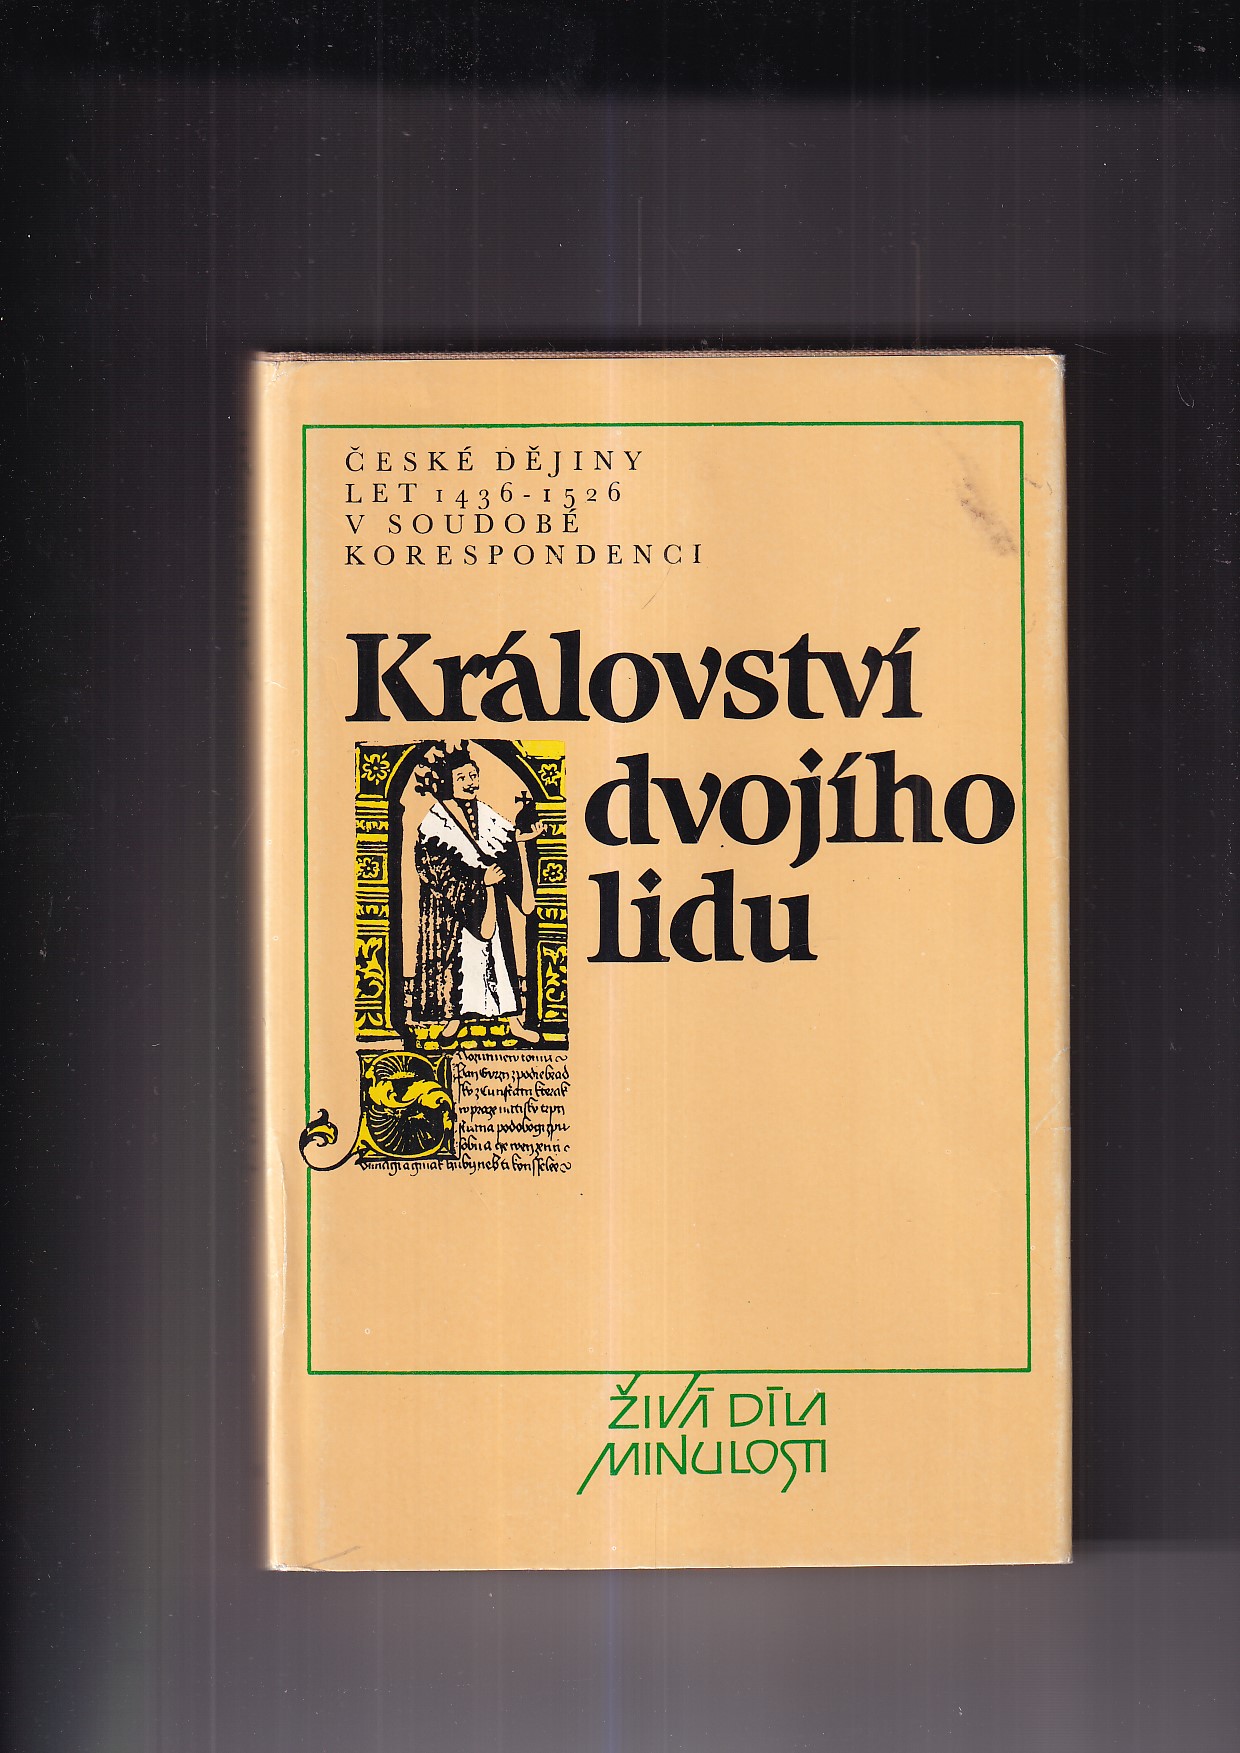 ČESKÉ DĚJINY
LET 1436-1526
V SOUDOBÉ
KORESPONDENCI
Království
dvojího
lidu
ŽIVÁ DÍLA
MINULOSTI